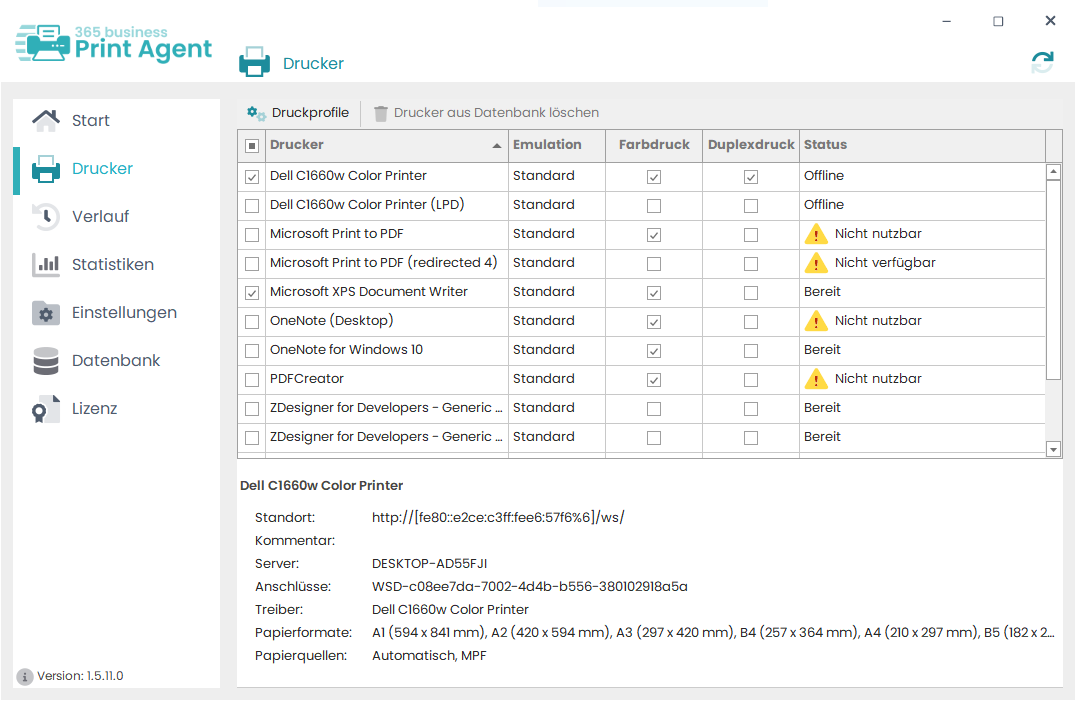 365 business
Print Agent
Drucker
Start
Drucker
Verlauf
Statistiken
Einstellungen
Datenbank
Lizenz
Version: 1.5.11.0
Druckprofile Drucker aus Datenbank löschen
Drucker Emulation Farbdruck Duplexdruck Status
Dell C1660w Color Printer Standard Offline
Dell C1660w Color Printer (LPD) Standard Offline
Microsoft Print to PDF Standard Nicht nutzbar
Microsoft Print to PDF (redirected 4) Standard Nicht verfügbar
Microsoft XPS Document Writer Standard Bereit
OneNote (Desktop) Standard Nicht nutzbar
OneNote for Windows 10 Standard Bereit
PDFCreator Standard Nicht nutzbar
ZDesigner for Developers - Generic ... Standard Bereit
ZDesigner for Developers - Generic ... Standard Bereit
Dell C1660w Color Printer
Standort: http://[fe80::e2ce:c3ff:fee6:57f6%6]/ws/
Kommentar:
Server: DESKTOP-AD55FJI
Anschlüsse: WSD-c08ee7da-7002-4d4b-b556-380102918a5a
Treiber: Dell C1660w Color Printer
Papierformate: A1 (594 x 841 mm), A2 (420 x 594 mm), A3 (297 x 420 mm), B4 (257 x 364 mm), A4 (210 x 297 mm), B5 (182 x 2...
Papierquellen: Automatisch, MPF